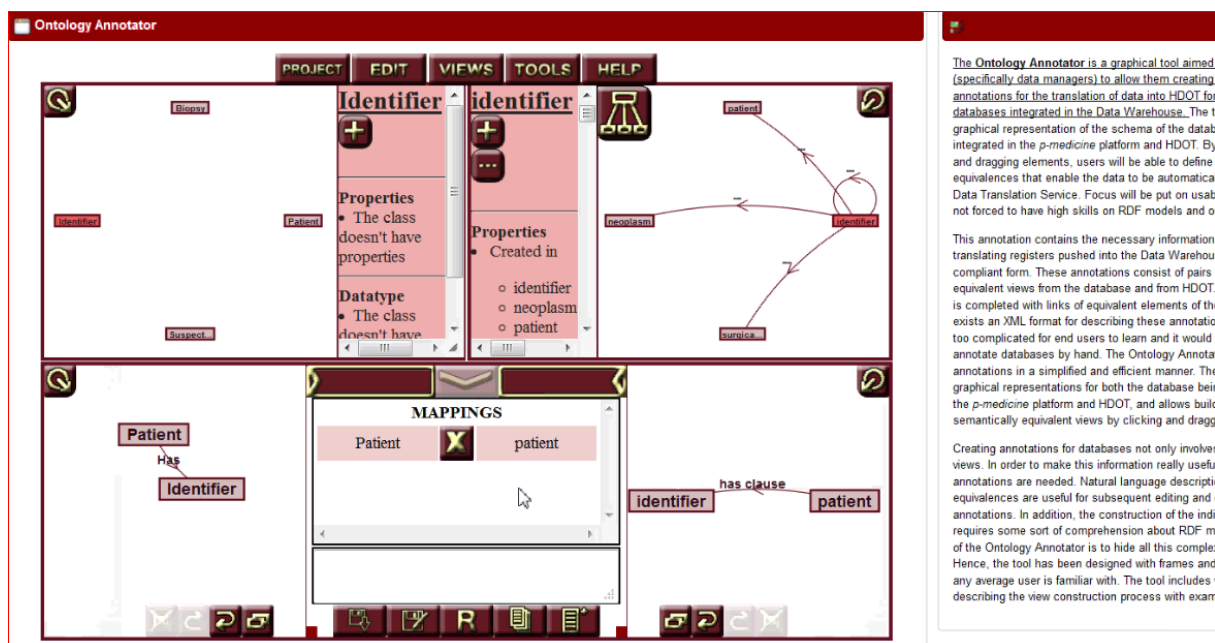 Ontology Annotator
PROJECT EDIT VIEWS TOOLS HELP
Biopsy
Identifier
Patient
Suspect...
Identifier
Properties
• The class
doesn't have
properties
Datatype
• The class
doesn't have
identifier
Properties
• Created in
identifier
neoplasm
patient
patient
neoplasm
identifier
surgica...
Patient
Has
Identifier
MAPPINGS
Patient X patient
R
has clause
identifier
patient
The Ontology Annotator is a graphical tool aimed
(specifically data managers) to allow them creating
annotations for the translation of data into HDOT for
databases integrated in the Data Warehouse. The t
graphical representation of the schema of the datab
integrated in the p-medicine platform and HDOT. By
and dragging elements, users will be able to define
equivalences that enable the data to be automatica
Data Translation Service. Focus will be put on usab
not forced to have high skills on RDF models and o
This annotation contains the necessary information
translating registers pushed into the Data Warehou
compliant form. These annotations consist of pairs
equivalent views from the database and from HDOT.
is completed with links of equivalent elements of the
exists an XML format for describing these annotatio
too complicated for end users to learn and it would
annotate databases by hand. The Ontology Annotat
annotations in a simplified and efficient manner. The
graphical representations for both the database bein
the p-medicine platform and HDOT, and allows build
semantically equivalent views by clicking and dragg
Creating annotations for databases not only involves
views. In order to make this information really useful
annotations are needed. Natural language descripti
equivalences are useful for subsequent editing and
annotations. In addition, the construction of the indi
requires some sort of comprehension about RDF m
of the Ontology Annotator is to hide all this complex
Hence, the tool has been designed with frames and
any average user is familiar with. The tool includes
describing the view construction process with exam